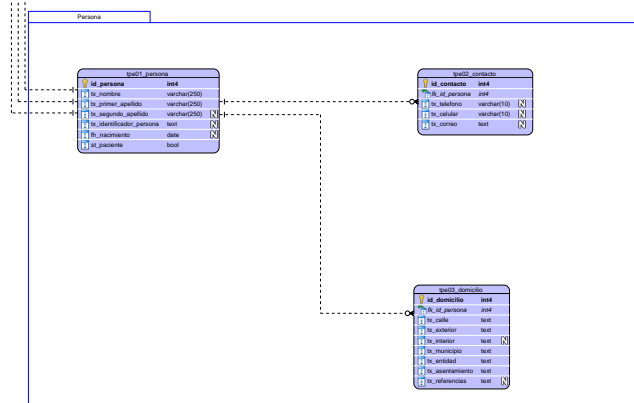 Persona
tpe01_persona
id_persona int4
tx_nombre varchar(250)
tx_primer_apellido varchar(250)
tx_segundo_apellido varchar(250) N
tx_identificador_persona text N
fh_nacimiento date N
st_paciente bool
tpe02_contacto
id_contacto int4
fk_id_persona int4
tx_telefono varchar(10) N
tx_celular varchar(10) N
tx_correo text N
tpe03_domicilio
id_domicilio int4
fk_id_persona int4
tx_calle text
tx_exterior text
tx_interior text N
tx_municipio text
tx_entidad text
tx_asentamiento text
tx_referencias text N